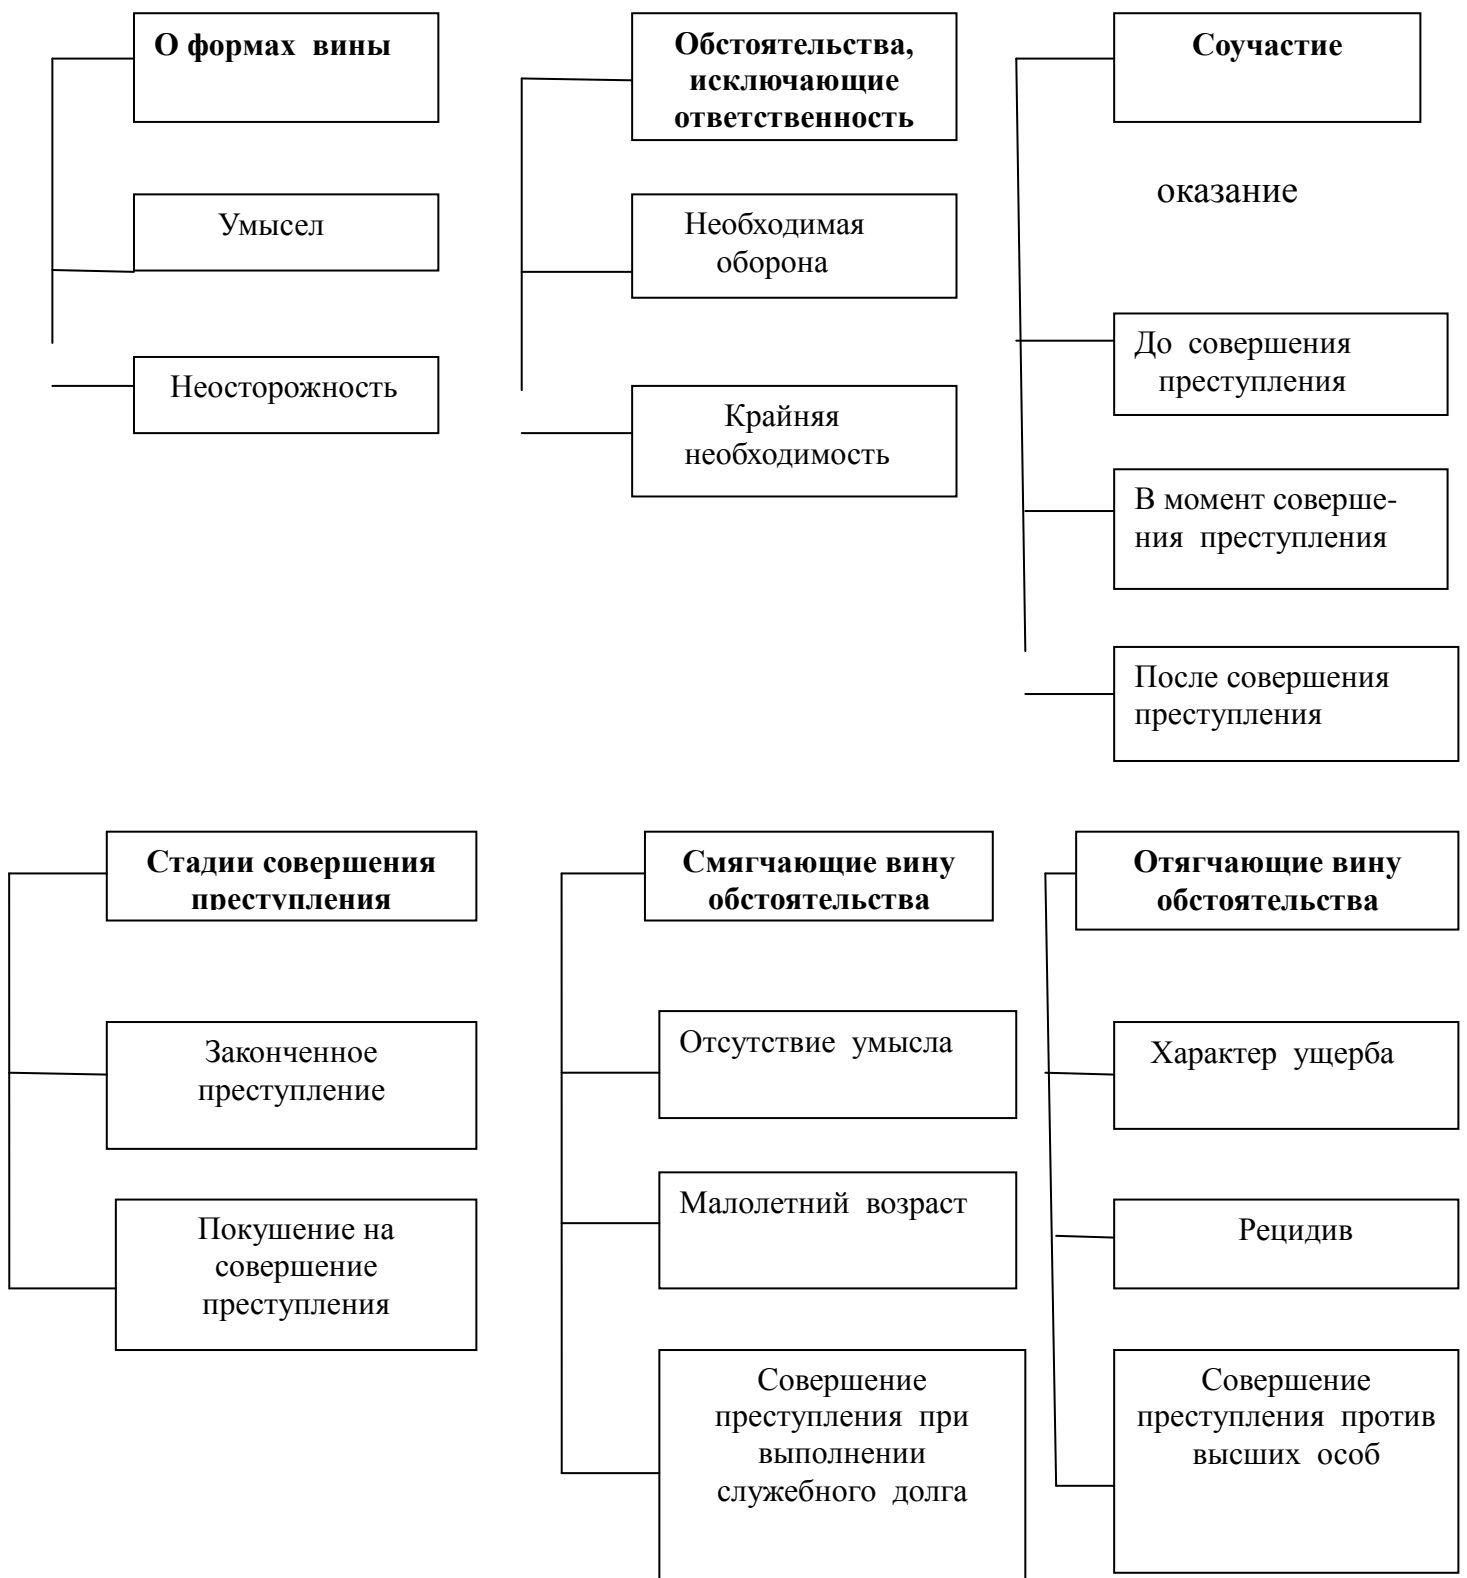 О формах вины
Умысел
Неосторожность
Обстоятельства,
исключающие
ответственность
Необходимая
оборона
Крайняя
необходимость
Соучастие
оказание
До совершения
преступления
В момент соверше-
ния преступления
После совершения
преступления
Стадии совершения
преступления
Законченное
преступление
Покушение на
совершение
преступления
Смягчающие вину
обстоятельства
Отсутствие умысла
Малолетний возраст
Совершение
преступления при
выполнении
служебного долга
Отягчающие вину
обстоятельства
Характер ущерба
Рецидив
Совершение
преступления против
высших особ